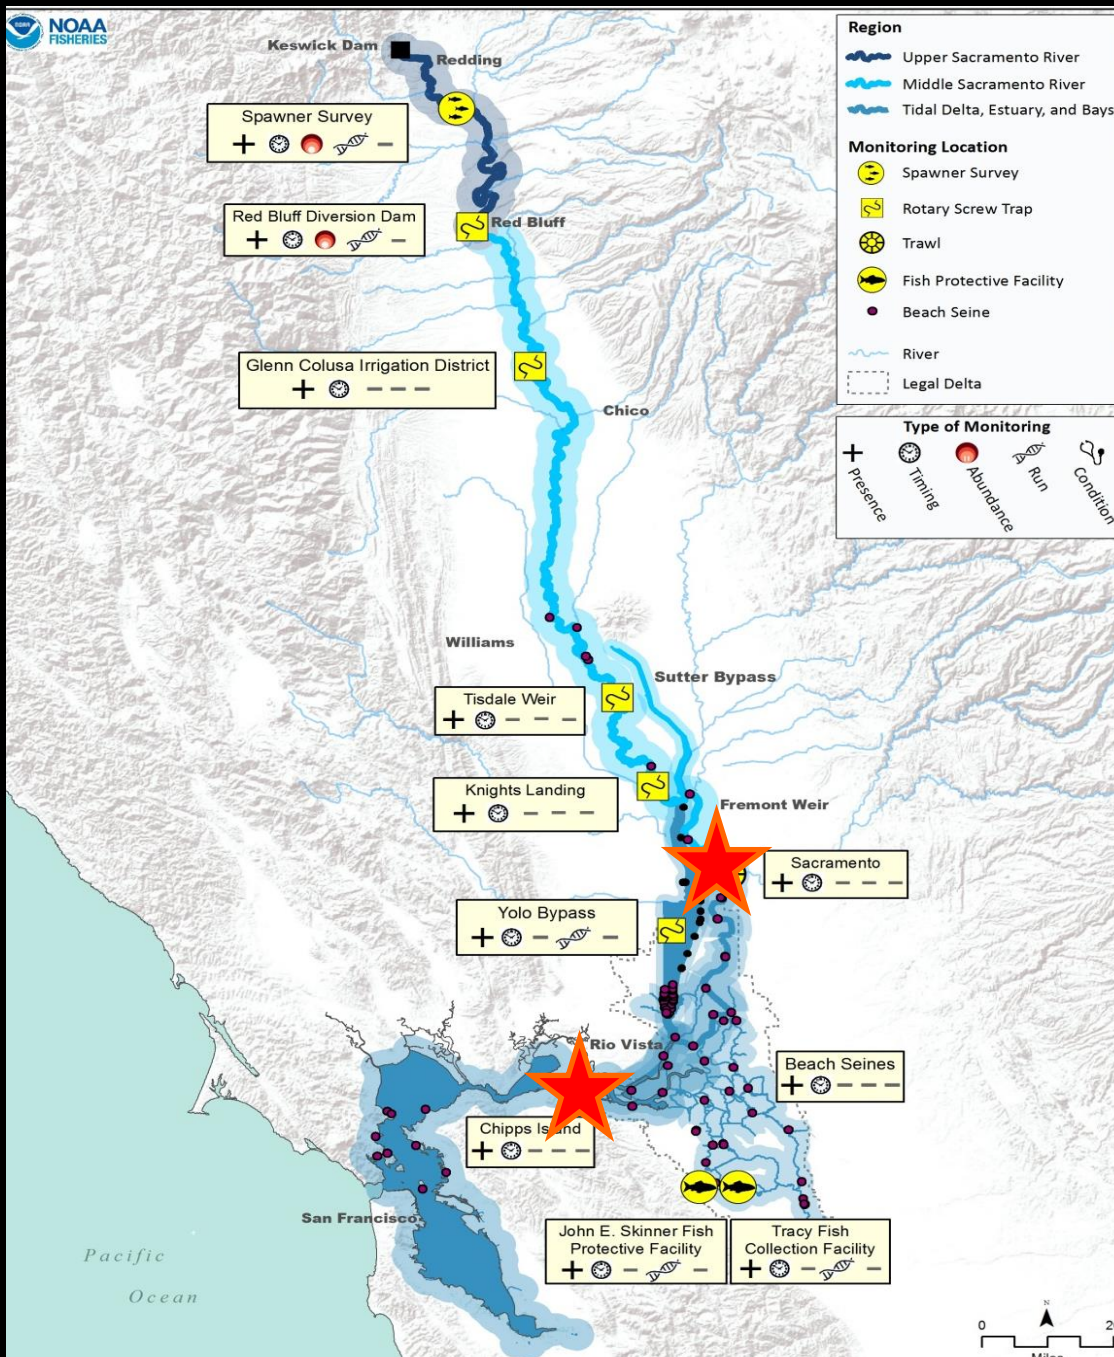 NOAA
FISHERIES
Keswick Dam
Redding
Spawner Survey
Red Bluff Diversion Dam
Red Bluff
Glenn Colusa Irrigation District
Chico
Williams
Sutter Bypass
Tisdale Weir
Knights Landing
Fremont Weir
Sacramento
Yolo Bypass
Rio Vista
Beach Seines
Chipps Island
San Francisco
John E. Skinner Fish
Protective Facility
Tracy Fish
Collection Facility
Pacific
Ocean
Region
Upper Sacramento River
Middle Sacramento River
Tidal Delta, Estuary, and Bays
Monitoring Location
Spawner Survey
Rotary Screw Trap
Trawl
Fish Protective Facility
Beach Seine
River
Legal Delta
Type of Monitoring
Presence
Timing
Abundance
Run
Condition
N
0
Miles